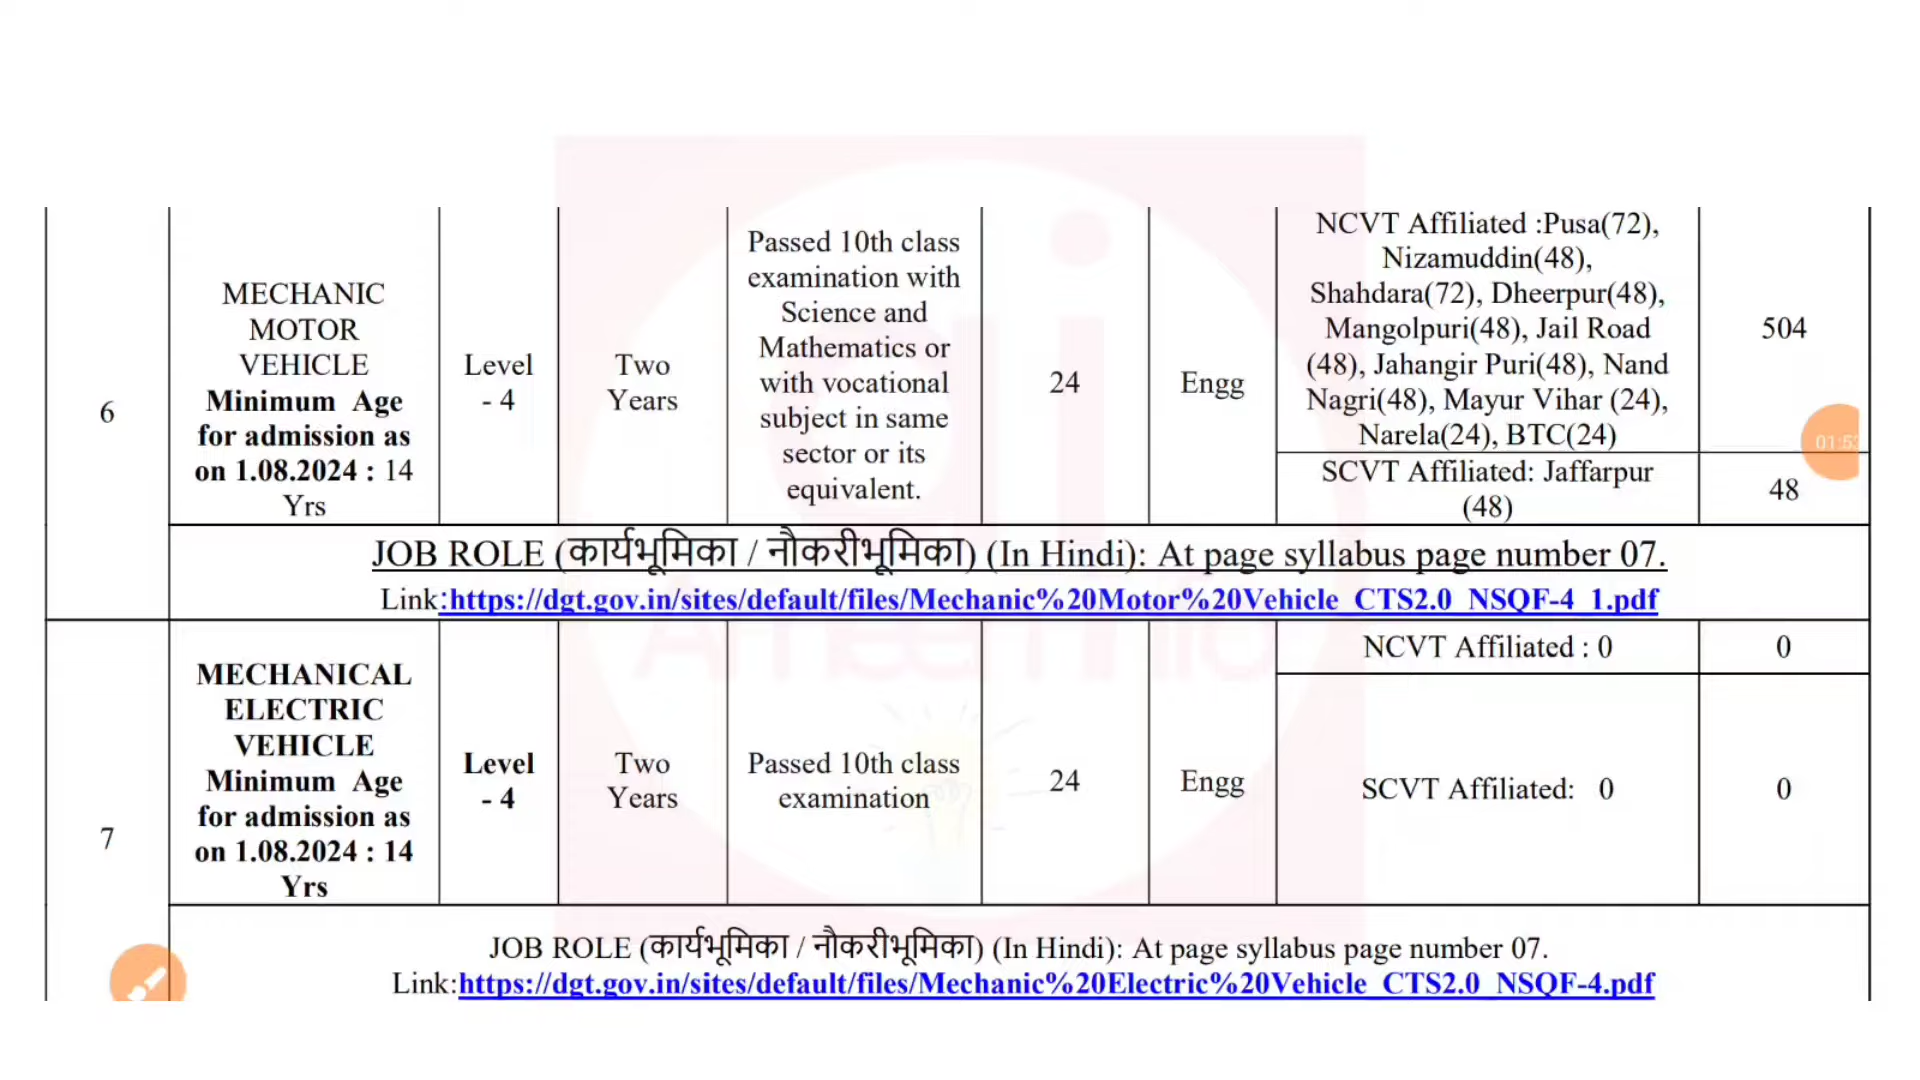 6
MECHANIC
MOTOR
VEHICLE
Minimum Age
for admission as
on 1.08.2024 : 14
Yrs
Level
- 4
Two
Years
Passed 10th class
examination with
Science and
Mathematics or
with vocational
subject in same
sector or its
equivalent.
24
Engg
NCVT Affiliated :Pusa(72),
Nizamuddin(48),
Shahdara(72), Dheerpur(48),
Mangolpuri(48), Jail Road
(48), Jahangir Puri(48), Nand
Nagri(48), Mayur Vihar (24),
Narela(24), BTC(24)
504
SCVT Affiliated: Jaffarpur
(48)
48
JOB ROLE (कार्यभूमिका / नौकरीभूमिका) (In Hindi): At page syllabus page number 07.
Link:https://dgt.gov.in/sites/default/files/Mechanic%20Motor%20Vehicle_CTS2.0_NSQF-4_1.pdf
7
MECHANICAL
ELECTRIC
VEHICLE
Minimum Age
for admission as
on 1.08.2024 : 14
Yrs
Level
- 4
Two
Years
Passed 10th class
examination
24
Engg
NCVT Affiliated : 0
0
SCVT Affiliated: 0
0
JOB ROLE (कार्यभूमिका / नौकरीभूमिका) (In Hindi): At page syllabus page number 07.
Link:https://dgt.gov.in/sites/default/files/Mechanic%20Electric%20Vehicle_CTS2.0_NSQF-4.pdf